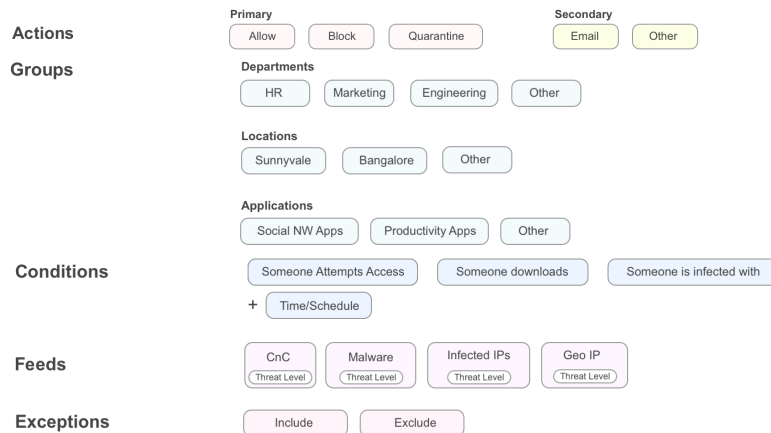 Primary
Secondary
Actions
Allow
Block
Quarantine
Email
Other
Groups
Departments
HR
Marketing
Engineering
Other
Locations
Sunnyvale
Bangalore
Other
Applications
Social NW Apps
Productivity Apps
Other
Conditions
Someone Attempts Access
Someone downloads
Someone is infected with
+
Time/Schedule
Feeds
CnC
Threat Level
Malware
Threat Level
Infected IPs
Threat Level
Geo IP
Threat Level
Exceptions
Include
Exclude